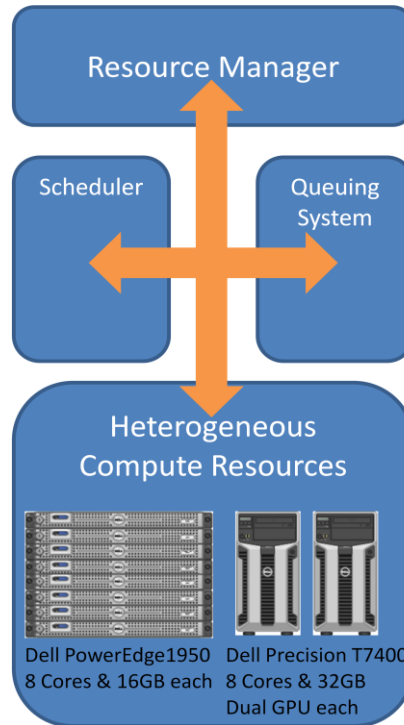 Resource Manager
Scheduler
Queuing
System
Heterogeneous
Compute Resources
Dell PowerEdge1950
8 Cores & 16GB each
Dell Precision T7400
8 Cores & 32GB
Dual GPU each